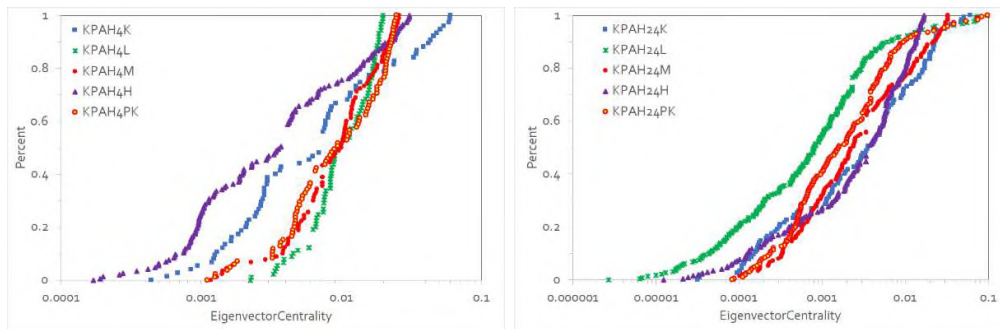 1
0.8
0.6
0.4
0.2
0
Percent
KPAH4K
KPAH4L
KPAH4M
KPAH4H
KPAH4PK
0.0001
0.001
0.01
0.1
EigenvectorCentrality
1
0.8
0.6
0.4
0.2
0
Percent
KPAH24K
KPAH24L
KPAH24M
KPAH24H
KPAH24PK
0.000001
0.00001
0.0001
0.001
0.01
0.1
EigenvectorCentrality